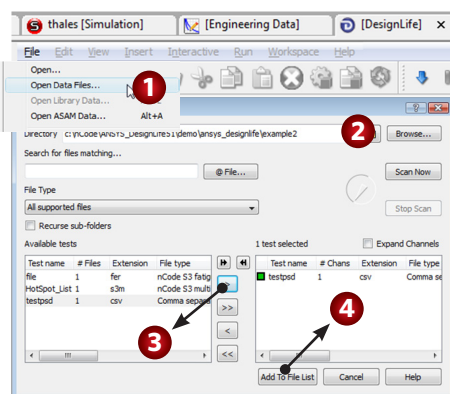 thales [Simulation] [Engineering Data] [DesignLife]
File Edit View Insert Interactive Run Workspace Help
Open...
Open Data Files...
Open Library Data...
Open ASAM Data... Alt+A
1
2
Directory c:\nCode\ANSYS_DesignLife51\demo\ansys_designlife\example2 Browse...
Search for files matching...
@ File... Scan Now
File Type
All supported files Stop Scan
Recurse sub-folders
Available tests 1 test selected Expand Channels
Test name # Files Extension File type Test name # Chans Extension File type
file 1 fer nCode S3 fatig testpsd 1 csv Comma se
HotSpot_List 1 s3m nCode S3 multi
testpsd 1 csv Comma separa
>
>>
<
<<
3
4
Add To File List Cancel Help